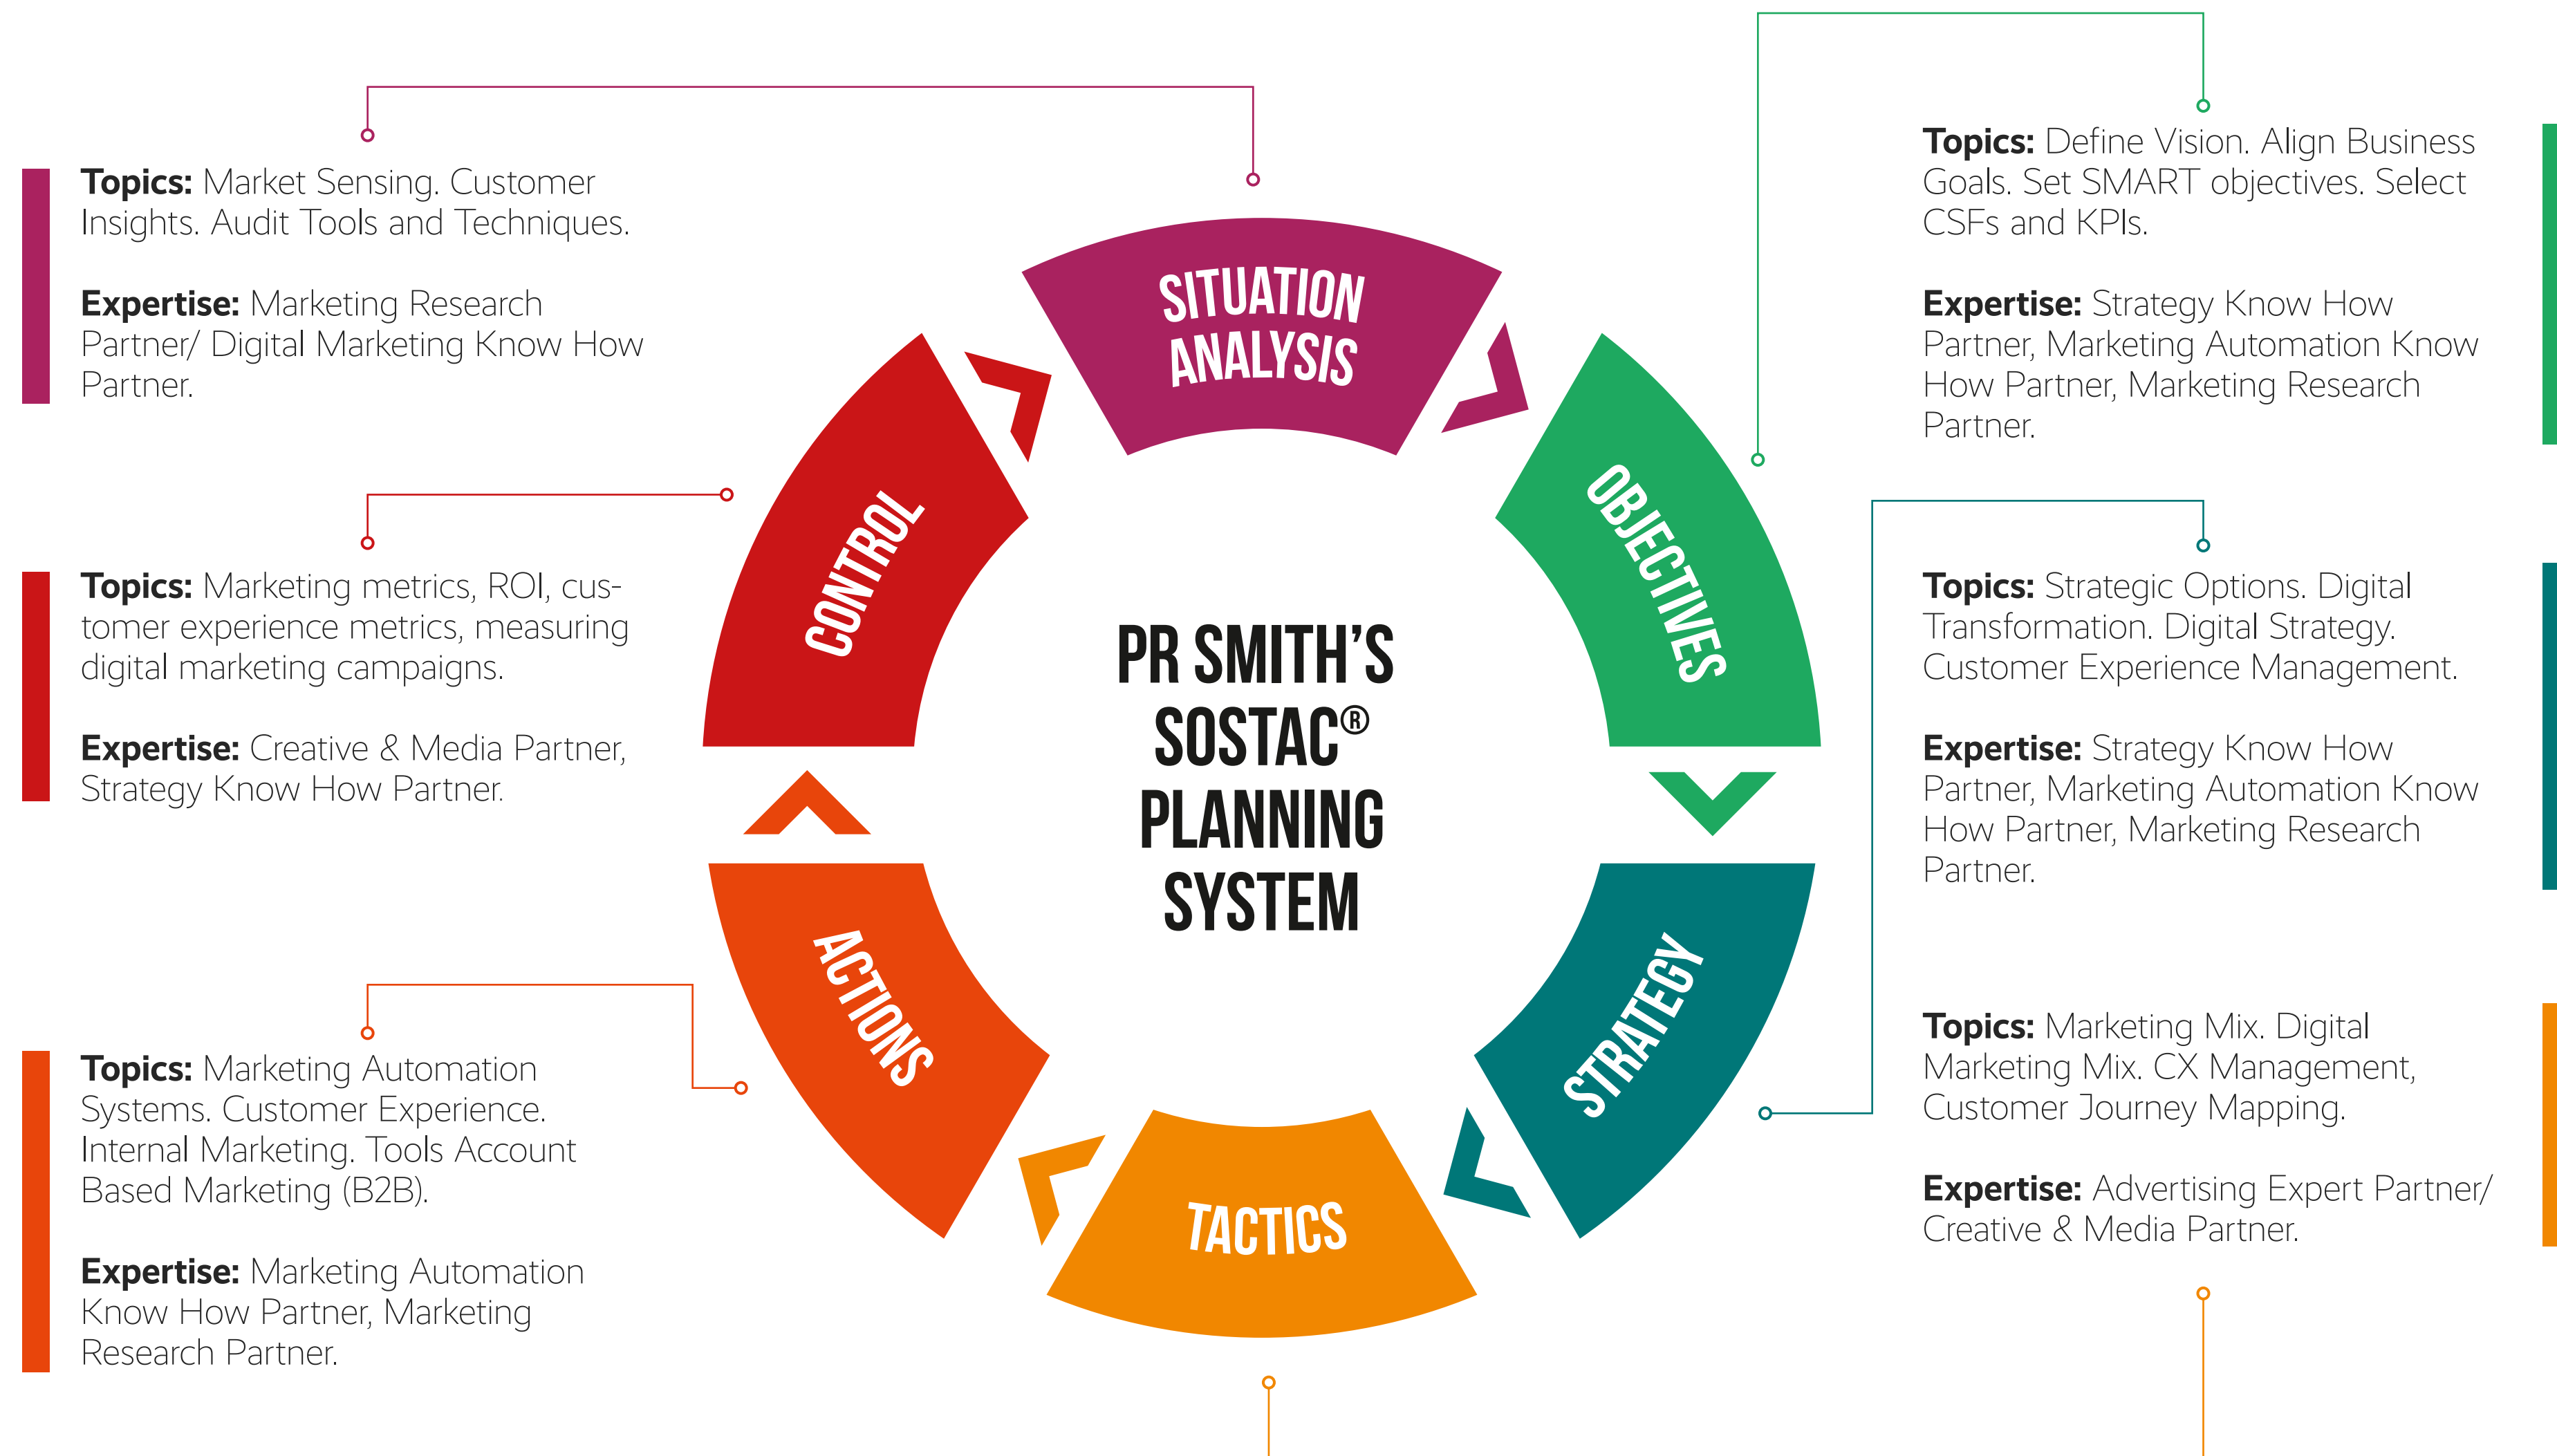 Topics: Market Sensing. Customer
Insights. Audit Tools and Techniques.
Expertise: Marketing Research
Partner/ Digital Marketing Know How
Partner.
Topics: Marketing metrics, ROI, cus-
tomer experience metrics, measuring
digital marketing campaigns.
Expertise: Creative & Media Partner,
Strategy Know How Partner.
Topics: Marketing Automation
Systems. Customer Experience.
Internal Marketing. Tools Account
Based Marketing (B2B).
Expertise: Marketing Automation
Know How Partner, Marketing
Research Partner.
SITUATION
ANALYSIS
OBJECTIVES
STRATEGY
TACTICS
ACTIONS
CONTROL
PR SMITH’S
SOSTAC®
PLANNING
SYSTEM
Topics: Define Vision. Align Business
Goals. Set SMART objectives. Select
CSFs and KPIs.
Expertise: Strategy Know How
Partner, Marketing Automation Know
How Partner, Marketing Research
Partner.
Topics: Strategic Options. Digital
Transformation. Digital Strategy.
Customer Experience Management.
Expertise: Strategy Know How
Partner, Marketing Automation Know
How Partner, Marketing Research
Partner.
Topics: Marketing Mix. Digital
Marketing Mix. CX Management,
Customer Journey Mapping.
Expertise: Advertising Expert Partner/
Creative & Media Partner.